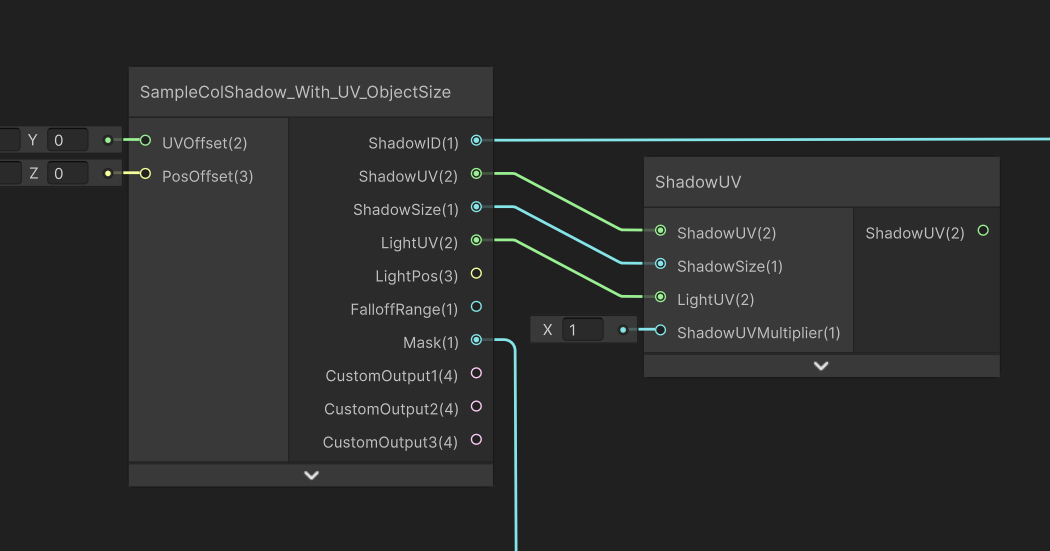 SampleColShadow_With_UV_ObjectSize
Y 0
UVOffset(2)
ShadowID(1)
Z 0
PosOffset(3)
ShadowUV(2)
ShadowSize(1)
LightUV(2)
LightPos(3)
FalloffRange(1)
Mask(1)
CustomOutput1(4)
CustomOutput2(4)
CustomOutput3(4)
ShadowUV
ShadowUV(2)
ShadowUV(2)
ShadowSize(1)
LightUV(2)
X 1
ShadowUVMultiplier(1)